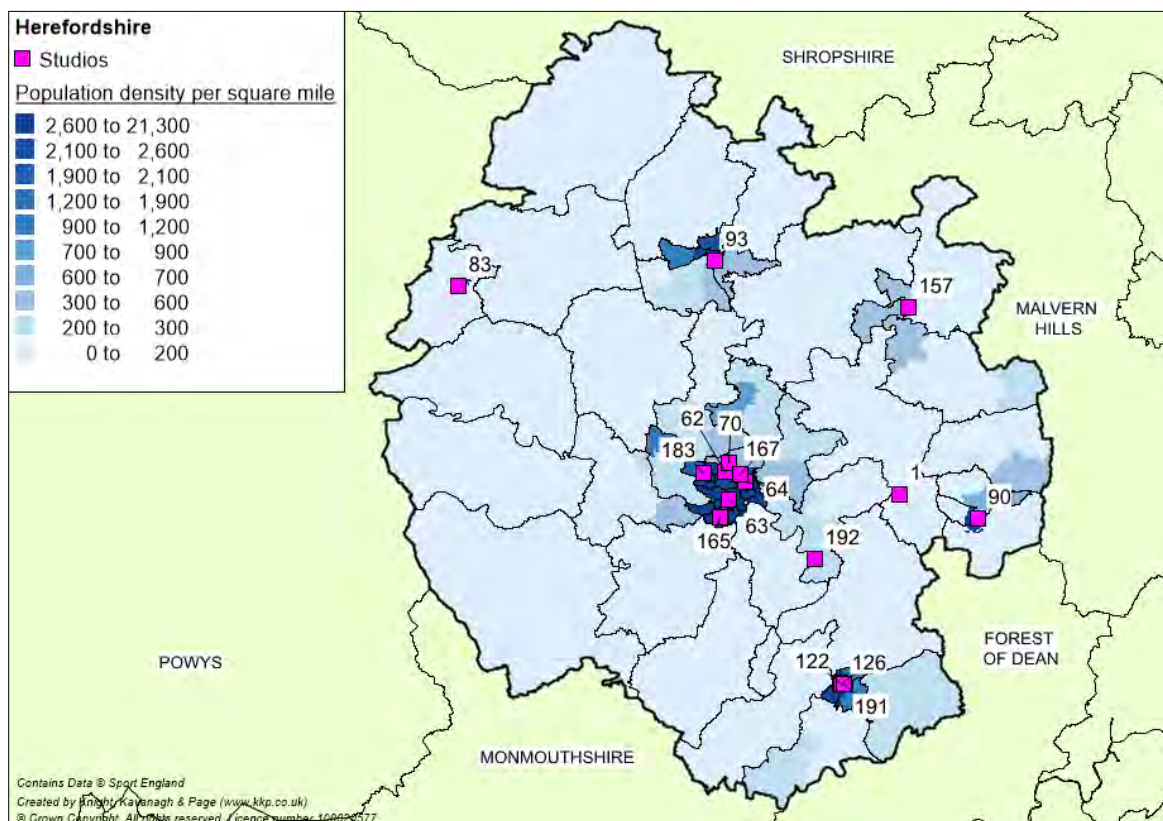 Herefordshire
Studios
Population density per square mile
2,600 to 21,300
2,100 to 2,600
1,900 to 2,100
1,200 to 1,900
900 to 1,200
700 to 900
600 to 700
300 to 600
200 to 300
0 to 200
SHROPSHIRE
93
83
157
MALVERN
HILLS
62
70
167
183
64
1
90
63
165
192
FOREST
OF DEAN
POWYS
122
126
191
MONMOUTHSHIRE
Contains Data © Sport England
Created by Knight, Kavanagh & Page (www.kkp.co.uk)
© Crown Copyright. All rights reserved. Licence number 100020577